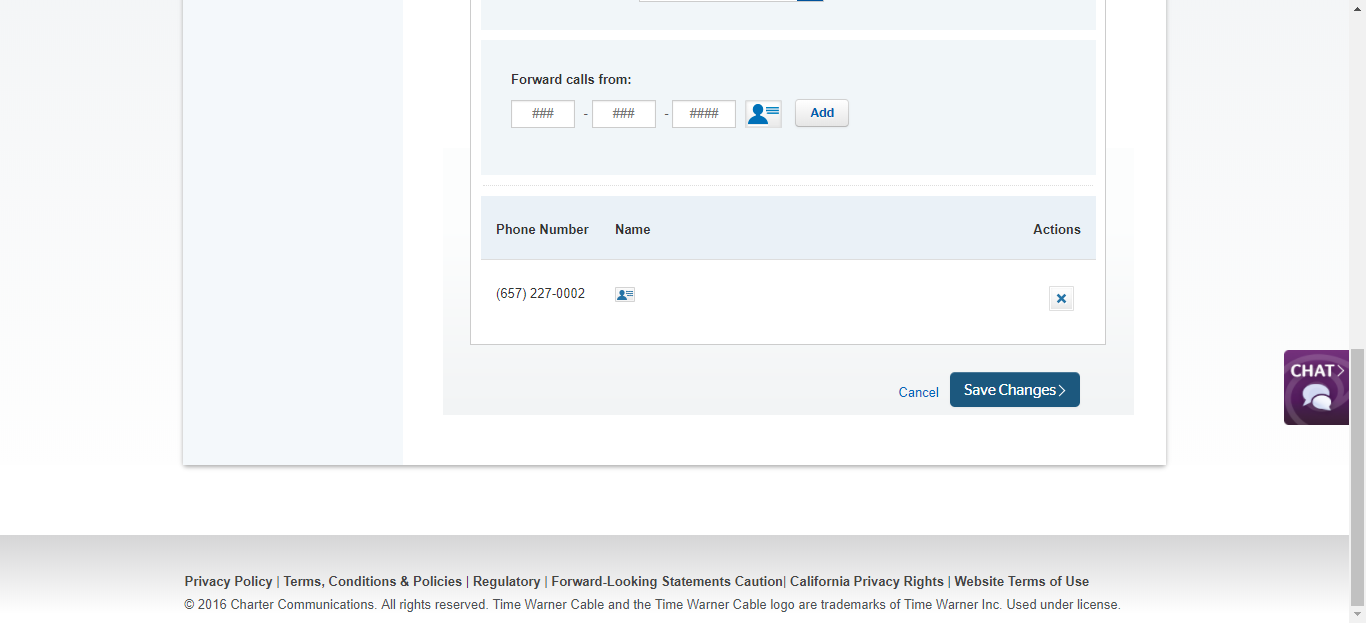 Forward calls from:
### - ### - #### Add
Phone Number Name Actions
(657) 227-0002
Cancel Save Changes
CHAT
Privacy Policy | Terms, Conditions & Policies | Regulatory | Forward-Looking Statements Caution| California Privacy Rights | Website Terms of Use
© 2016 Charter Communications. All rights reserved. Time Warner Cable and the Time Warner Cable logo are trademarks of Time Warner Inc. Used under license.